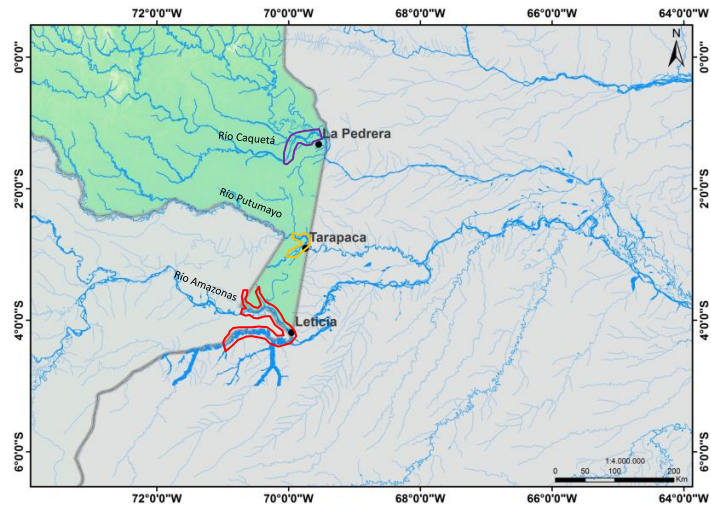 72°0'0"W 70°0'0"W 68°0'0"W 66°0'0"W 64°0'0"W
N
0°0'0"
0°0'0"
Río Caquetá
La Pedrera
2°0'0"S
2°0'0"S
Río Putumayo
Tarapaca
Río Amazonas
Leticia
4°0'0"S
4°0'0"S
6°0'0"S
6°0'0"S
1:4.000.000
0 50 100 200
Km
72°0'0"W 70°0'0"W 68°0'0"W 66°0'0"W 64°0'0"W